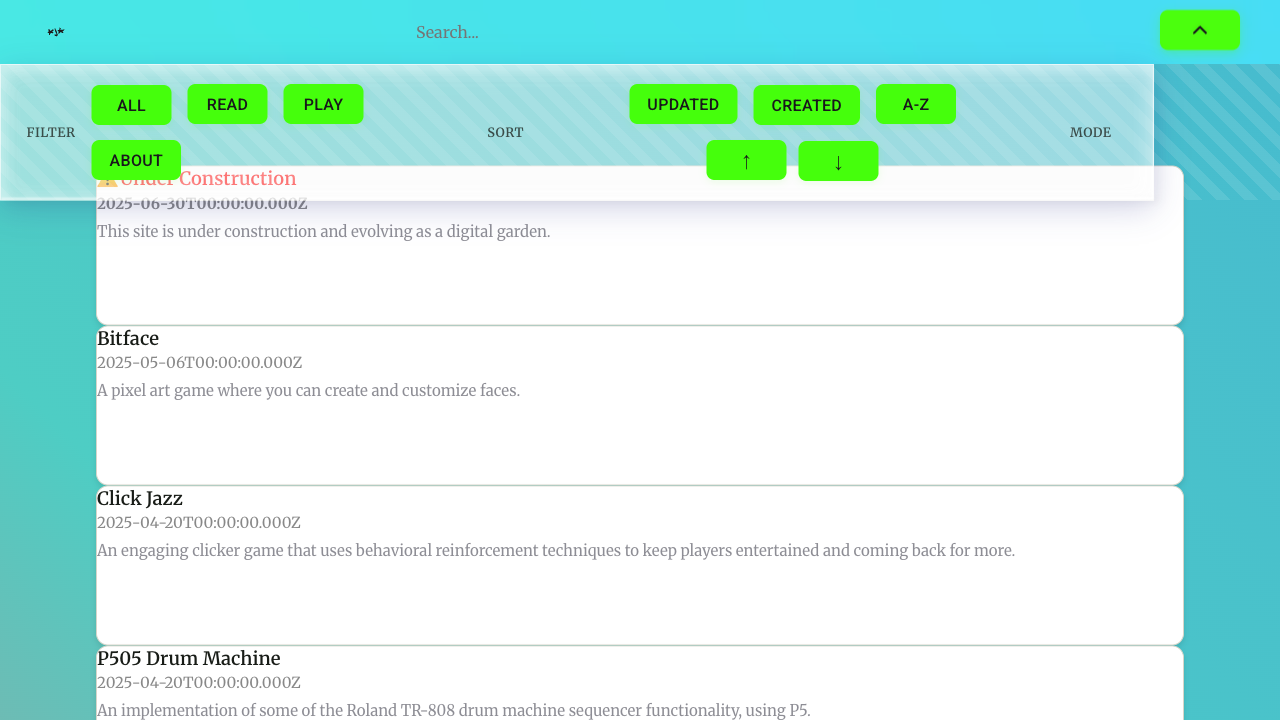 Search...
FILTER
ALL
READ
PLAY
ABOUT
SORT
UPDATED
CREATED
A-Z
↑
↓
MODE
⚠️Under Construction
2025-06-30T00:00:00.000Z
This site is under construction and evolving as a digital garden.
Bitface
2025-05-06T00:00:00.000Z
A pixel art game where you can create and customize faces.
Click Jazz
2025-04-20T00:00:00.000Z
An engaging clicker game that uses behavioral reinforcement techniques to keep players entertained and coming back for more.
P505 Drum Machine
2025-04-20T00:00:00.000Z
An implementation of some of the Roland TR-808 drum machine sequencer functionality, using P5.